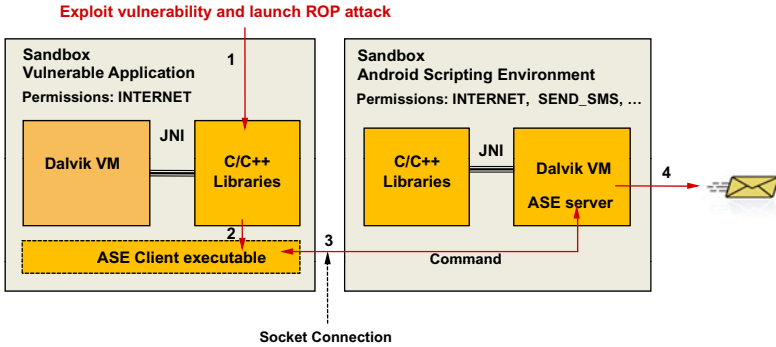 Exploit vulnerability and launch ROP attack
Sandbox
Vulnerable Application
Permissions: INTERNET
1
Dalvik VM
JNI
C/C++
Libraries
2
ASE Client executable
3
Socket Connection
Sandbox
Android Scripting Environment
Permissions: INTERNET, SEND_SMS, ...
C/C++
Libraries
JNI
Dalvik VM
ASE server
Command
4